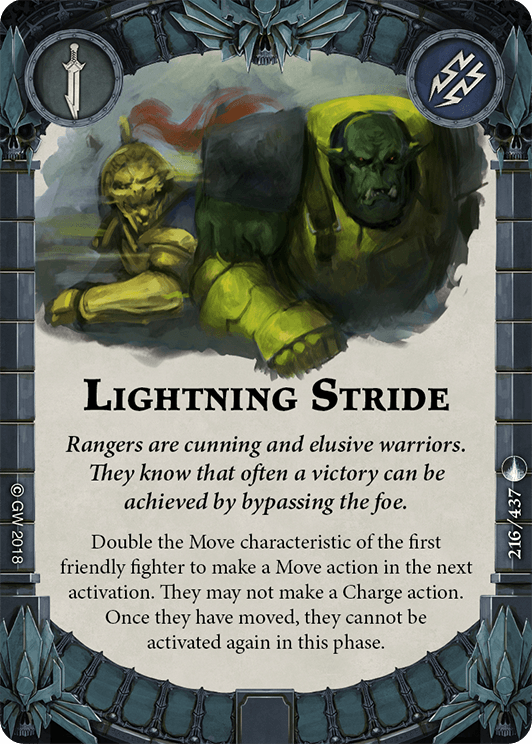 Lightning Stride
Rangers are cunning and elusive warriors.
They know that often a victory can be
achieved by bypassing the foe.
Double the Move characteristic of the first
friendly fighter to make a Move action in the next
activation. They may not make a Charge action.
Once they have moved, they cannot be
activated again in this phase.
© GW 2018
216/437